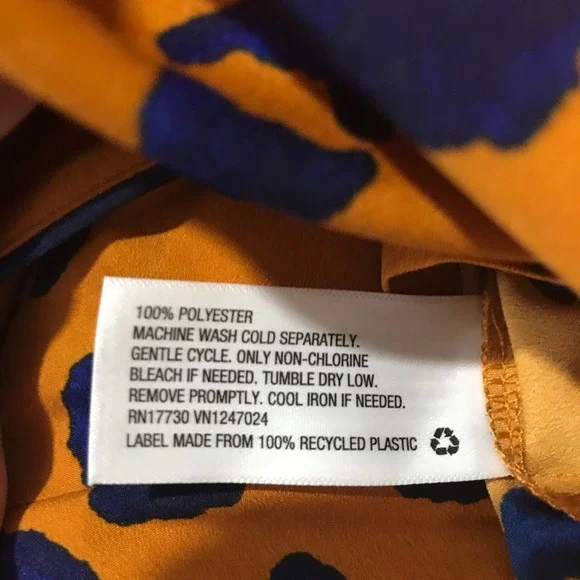 100% POLYESTER
MACHINE WASH COLD SEPARATELY.
GENTLE CYCLE. ONLY NON-CHLORINE
BLEACH IF NEEDED. TUMBLE DRY LOW.
REMOVE PROMPTLY. COOL IRON IF NEEDED.
RN17730 VN1247024
LABEL MADE FROM 100% RECYCLED PLASTIC